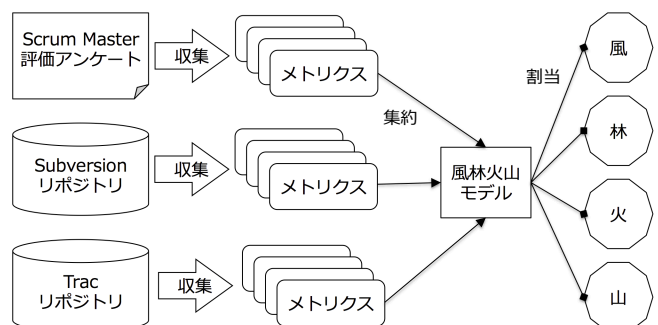 Scrum Master
評価アンケート
収集
メトリクス
Subversion
リポジトリ
収集
メトリクス
Trac
リポジトリ
収集
メトリクス
集約
風林火山
モデル
割当
風
林
火
山